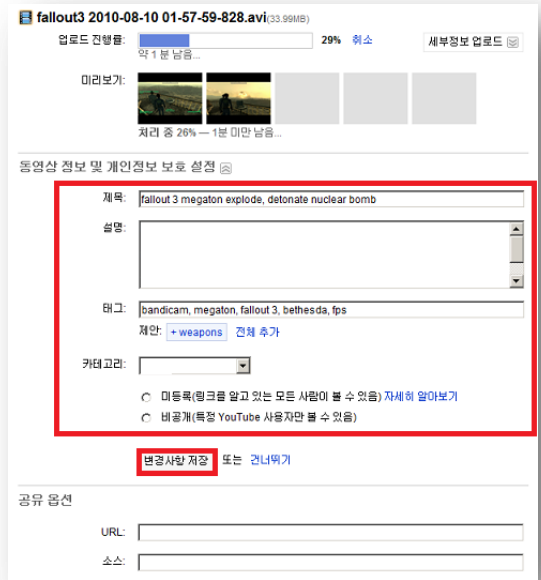 fallout3 2010-08-10 01-57-59-828.avi(33.99MB)
업로드 진행률: 29% 취소 세부정보 업로드
약 1분 남음...
미리보기:
처리 중 26% — 1분 미만 남음...
동영상 정보 및 개인정보 보호 설정
제목: fallout 3 megaton explode, detonate nuclear bomb
설명:
태그: bandicam, megaton, fallout 3, bethesda, fps
제안: + weapons 전체 추가
카테고리:
미등록(링크를 알고 있는 모든 사람이 볼 수 있음) 자세히 알아보기
비공개(특정 YouTube 사용자만 볼 수 있음)
변경사항 저장 또는 건너뛰기
공유 옵션
URL:
소스: